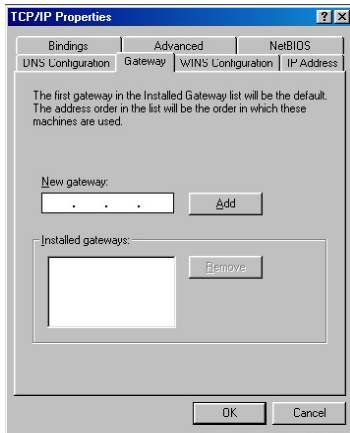 TCP/IP Properties
Bindings Advanced NetBIOS
DNS Configuration Gateway WINS Configuration IP Address
The first gateway in the Installed Gateway list will be the default.
The address order in the list will be the order in which these
machines are used.
New gateway:
. . . Add
Installed gateways:
Remove
OK Cancel